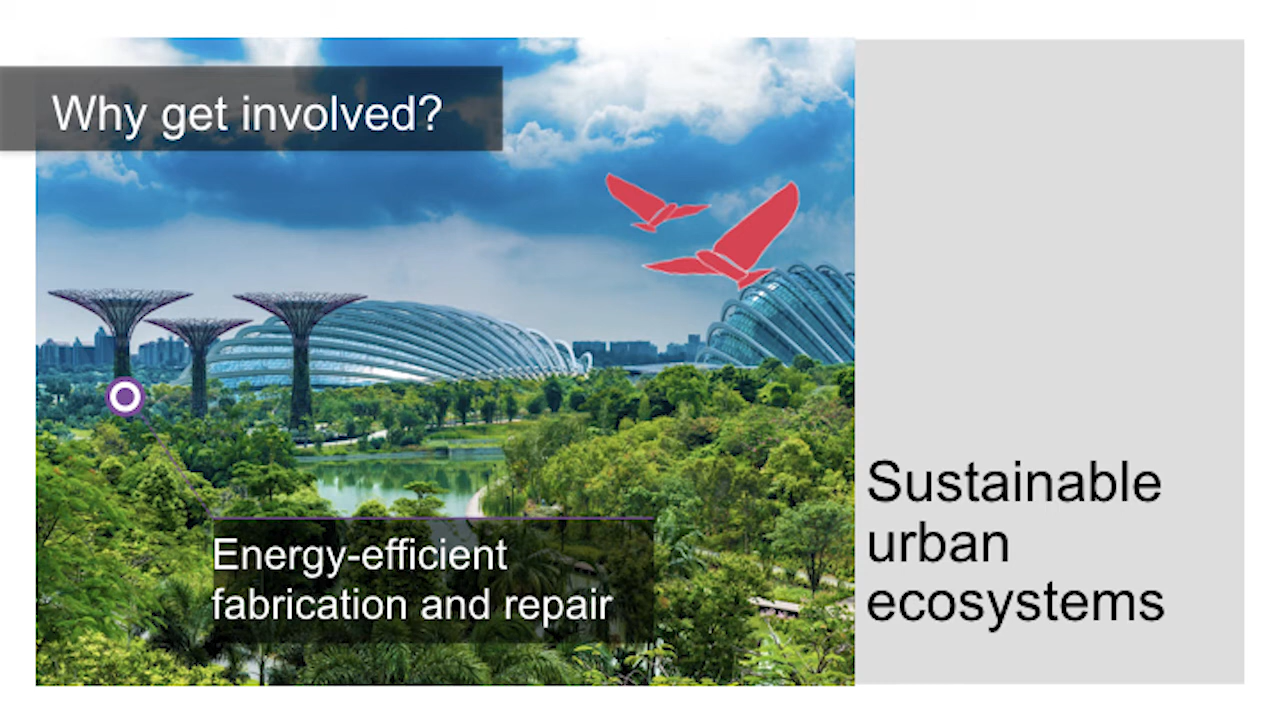 Why get involved?
Energy-efficient
fabrication and repair
Sustainable
urban
ecosystems